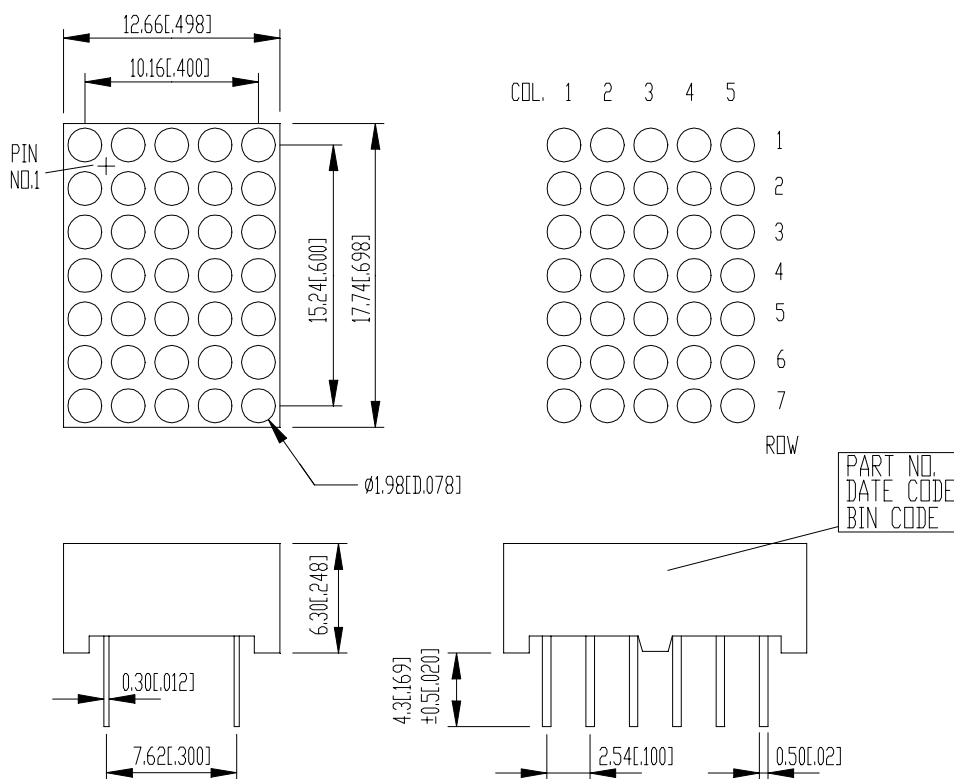 12.66[.498]
10.16[.400]
COL. 1 2 3 4 5
PIN
NO.1
1
2
3
4
5
6
7
ROW
15.24[.600]
17.74[.698]
ø1.98[D.078]
PART NO.
DATE CODE
BIN CODE
6.30[.248]
0.30[.012]
7.62[.300]
4.3[.169]
±0.5[.020]
2.54[.100]
0.50[.02]